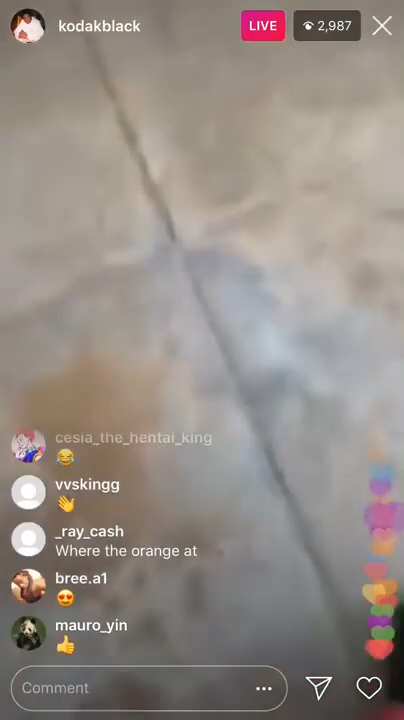 kodakblack
LIVE
2,987
cesia_the_hentai_king
😂
vvskingg
👋
_ray_cash
Where the orange at
bree.a1
😍
mauro_yin
👍
Comment